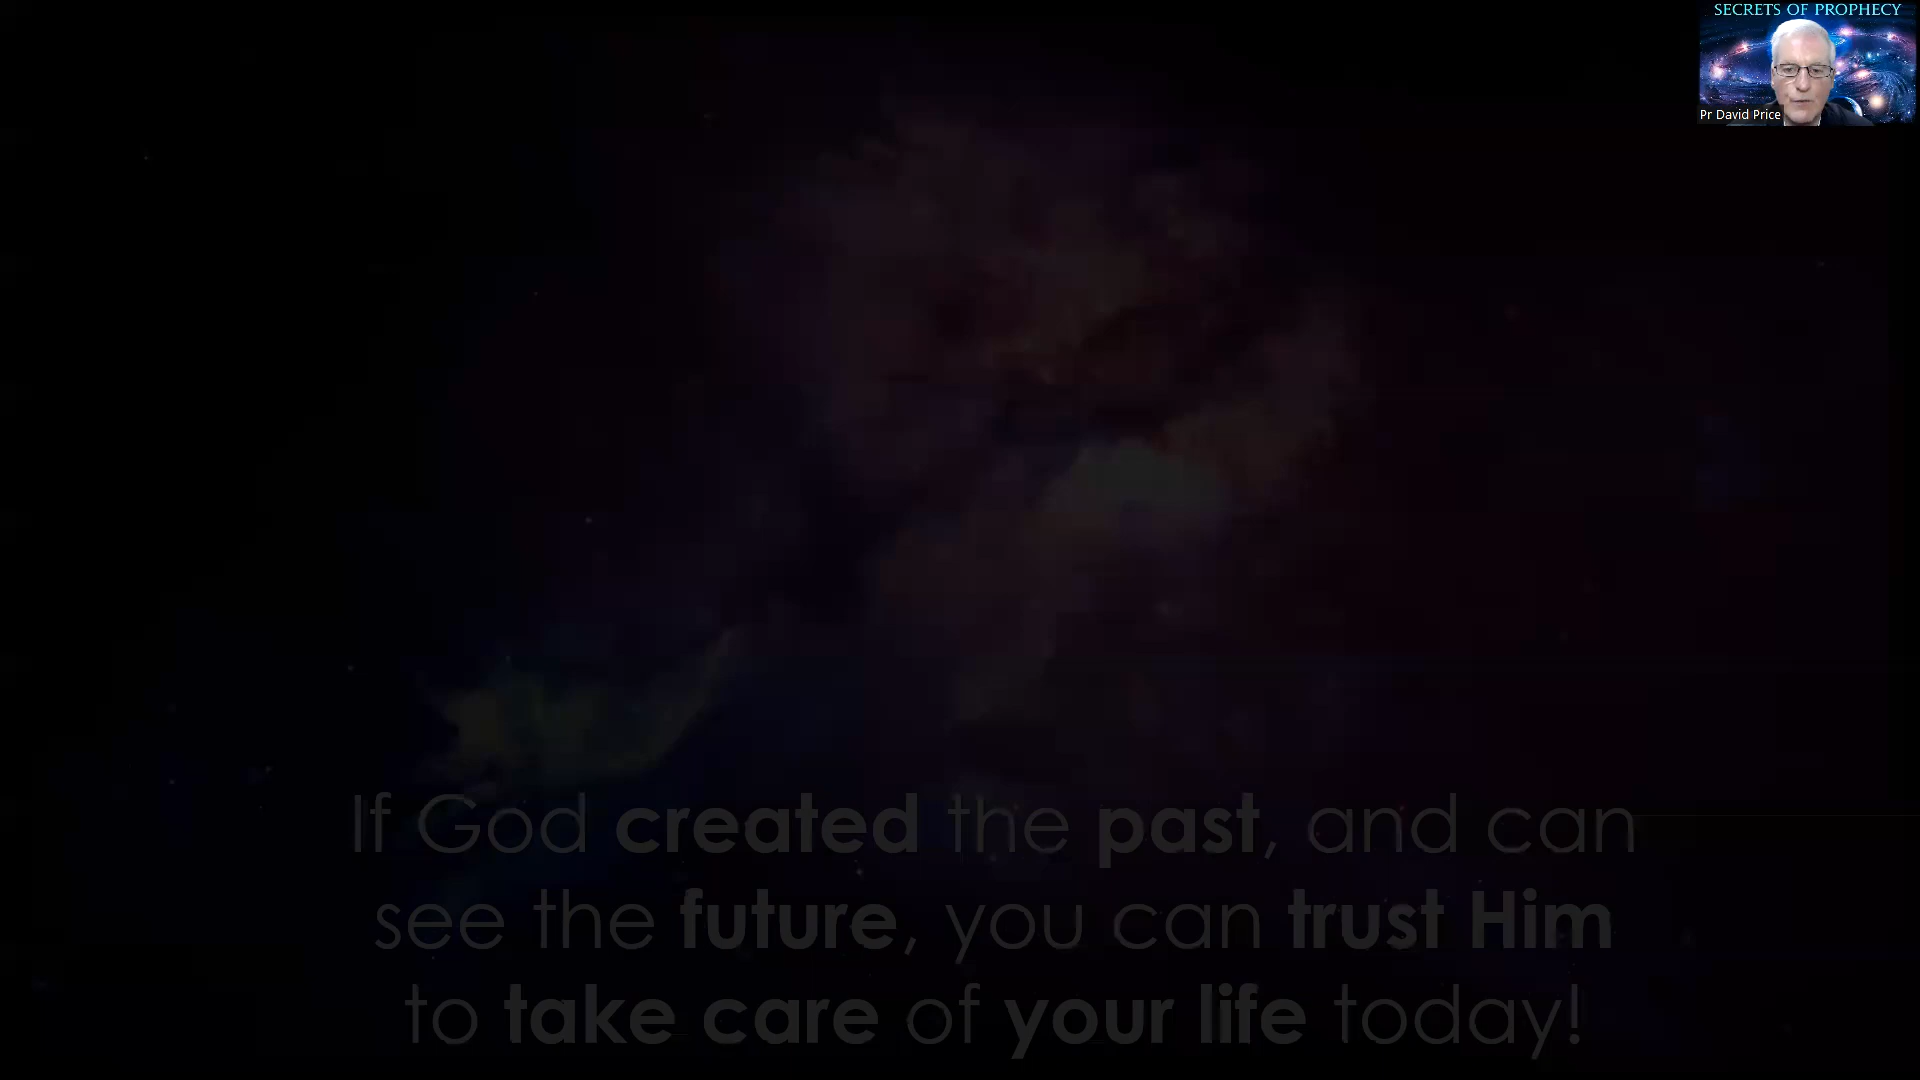 SECRETS OF PROPHECY
Pr David Price
If God created the past, and can
see the future, you can trust Him
to take care of your life today!